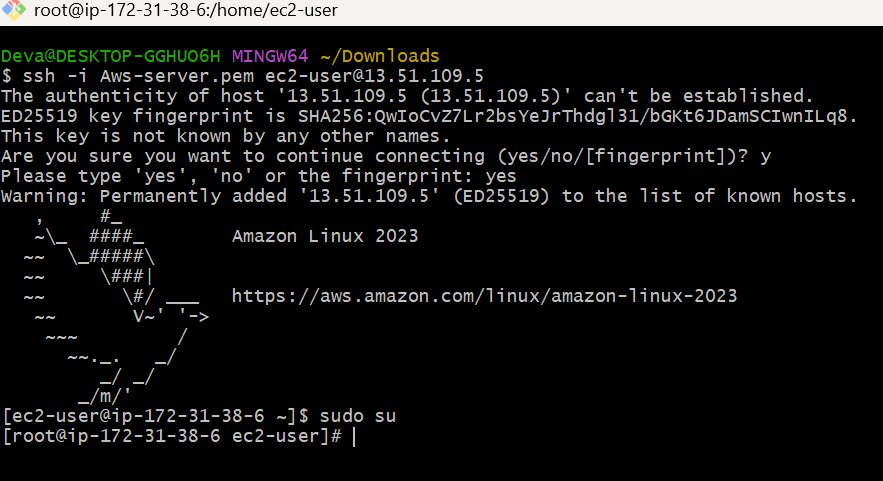 root@ip-172-31-38-6:/home/ec2-user
Deva@DESKTOP-GGHUO6H MINGW64 ~/Downloads
$ ssh -i Aws-server.pem ec2-user@13.51.109.5
The authenticity of host '13.51.109.5 (13.51.109.5)' can't be established.
ED25519 key fingerprint is SHA256:QwIoCvZ7Lr2bsYeJrThdgl31/bGKt6JDamSCIwnILq8.
This key is not known by any other names.
Are you sure you want to continue connecting (yes/no/[fingerprint])? y
Please type 'yes', 'no' or the fingerprint: yes
Warning: Permanently added '13.51.109.5' (ED25519) to the list of known hosts.
   ,     #_
   ~\_  ####_        Amazon Linux 2023
  ~~  \_#####\
  ~~     \###|
  ~~       \#/ ___   https://aws.amazon.com/linux/amazon-linux-2023
   ~~       V~' '->
    ~~~         /
      ~~._.   _/
         _/ _/
       _/m/'
[ec2-user@ip-172-31-38-6 ~]$ sudo su
[root@ip-172-31-38-6 ec2-user]#